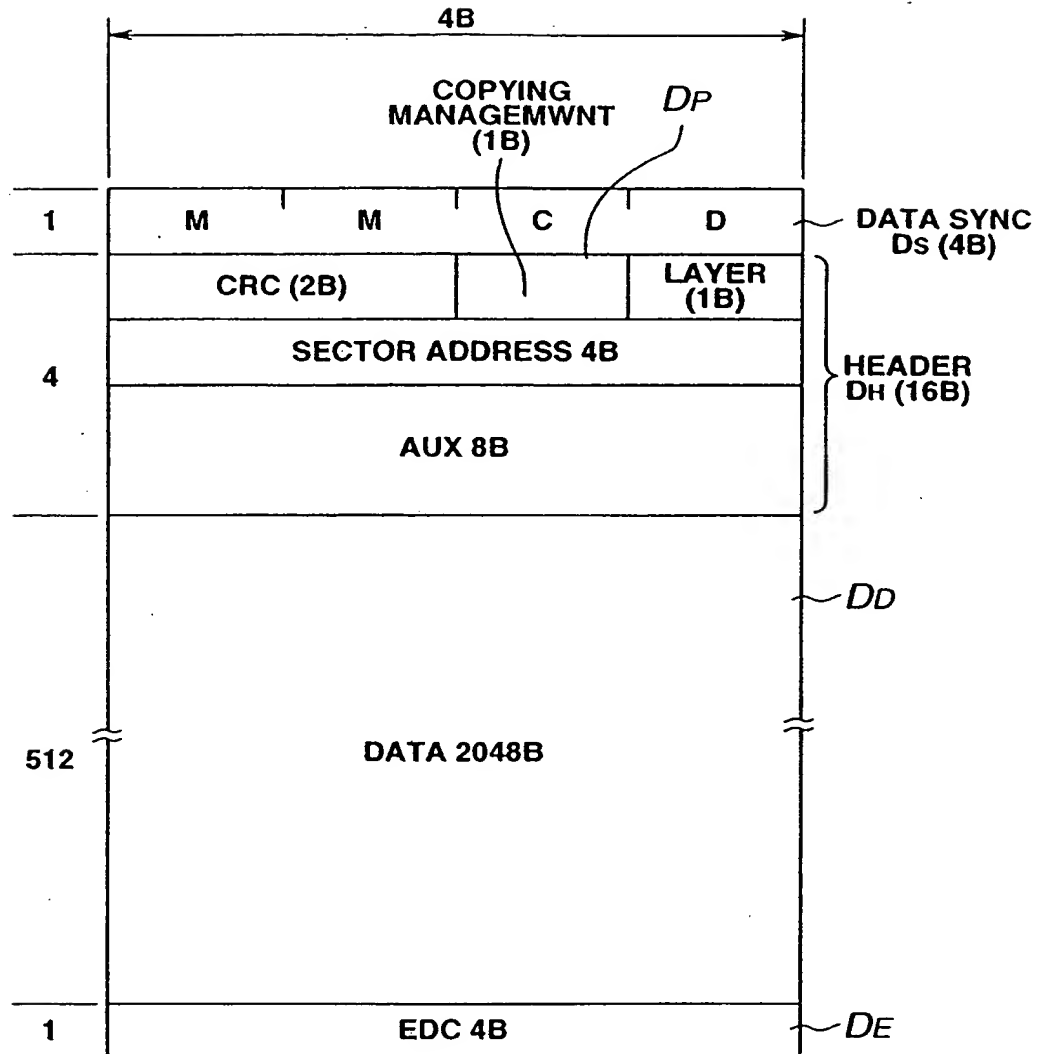 4B
COPYING
MANAGEMWNT
(1B)
DP
1
M M C D
DATA SYNC
DS (4B)
CRC (2B)
LAYER
(1B)
SECTOR ADDRESS 4B
4
HEADER
DH (16B)
AUX 8B
DD
512
DATA 2048B
1
EDC 4B
DE